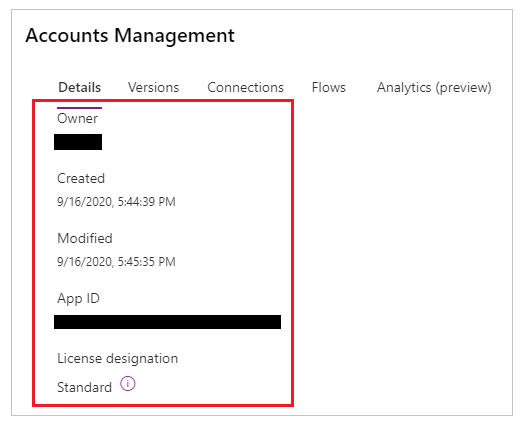 Accounts Management
Details Versions Connections Flows Analytics (preview)
Owner
Created
9/16/2020, 5:44:39 PM
Modified
9/16/2020, 5:45:35 PM
App ID
License designation
Standard